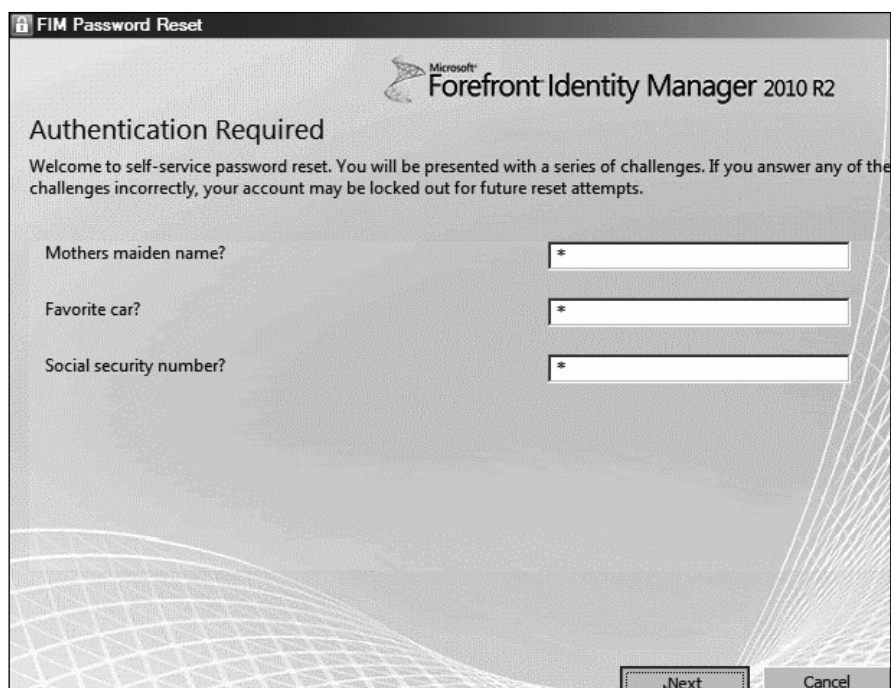 FIM Password Reset
Microsoft
Forefront Identity Manager 2010 R2
Authentication Required
Welcome to self-service password reset. You will be presented with a series of challenges. If you answer any of the
challenges incorrectly, your account may be locked out for future reset attempts.
Mothers maiden name? *
Favorite car? *
Social security number? *
Next Cancel